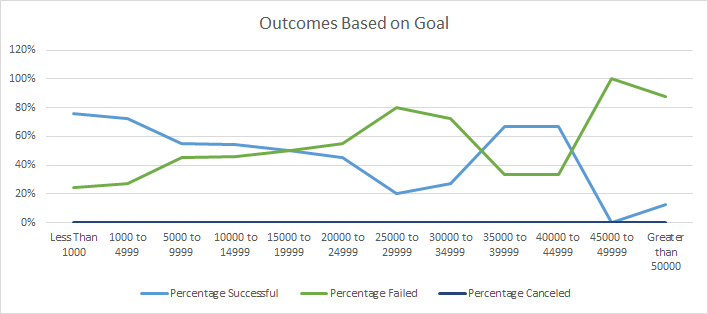 Outcomes Based on Goal
120%
100%
80%
60%
40%
20%
0%
Less Than 1000 to 5000 to 10000 to 15000 to 20000 to 25000 to 30000 to 35000 to 40000 to 45000 to Greater
1000 4999 9999 14999 19999 24999 29999 34999 39999 44999 49999 than
50000
Percentage Successful Percentage Failed Percentage Canceled